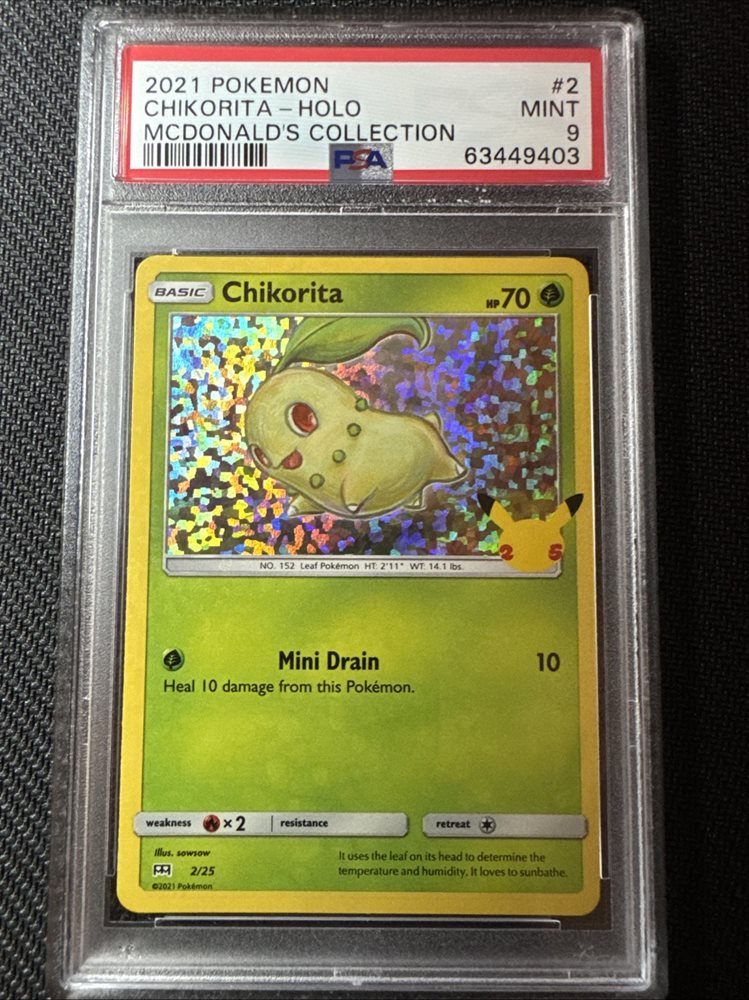 2021 POKEMON #2
CHIKORITA – HOLO MINT
MCDONALD'S COLLECTION 9
PSA 63449403
BASIC Chikorita HP 70
25
NO. 152 Leaf Pokémon HT: 2'11" WT: 14.1 lbs.
Mini Drain 10
Heal 10 damage from this Pokémon.
weakness ×2 resistance retreat
Illus. sowsow
2/25
©2021 Pokémon
It uses the leaf on its head to determine the
temperature and humidity. It loves to sunbathe.